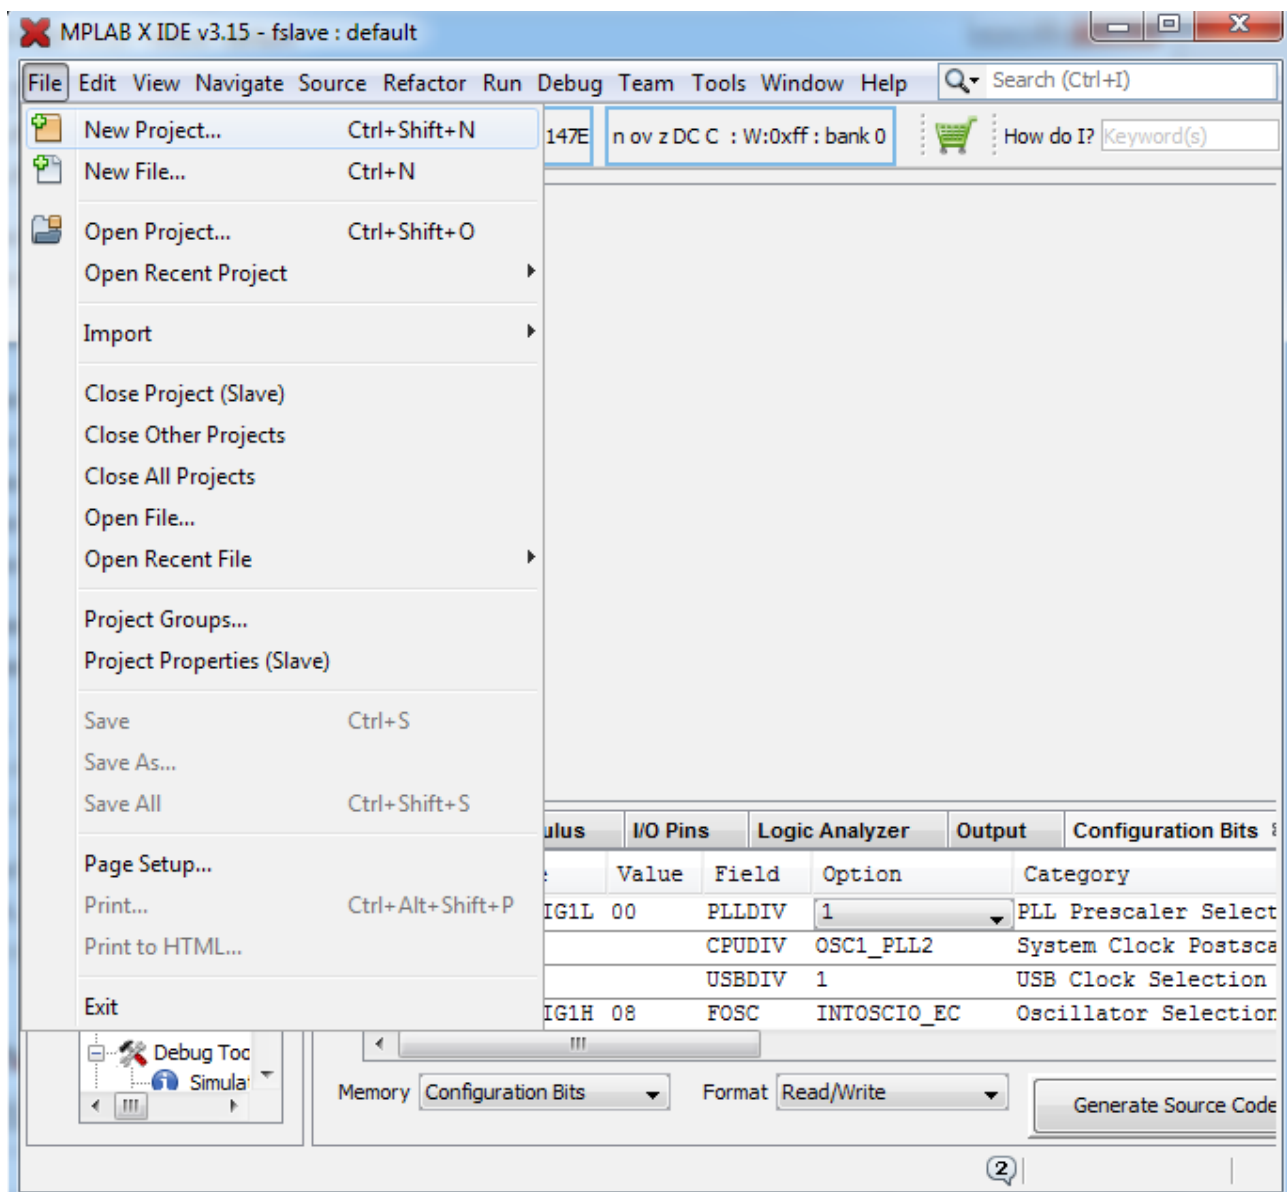 MPLAB X IDE v3.15 - fslave : default
File Edit View Navigate Source Refactor Run Debug Team Tools Window Help Search (Ctrl+I)
147E n ov z DC C : W:0xff : bank 0 How do I? Keyword(s)
New Project... Ctrl+Shift+N
New File... Ctrl+N
Open Project... Ctrl+Shift+O
Open Recent Project
Import
Close Project (Slave)
Close Other Projects
Close All Projects
Open File...
Open Recent File
Project Groups...
Project Properties (Slave)
Save Ctrl+S
Save As...
Save All Ctrl+Shift+S
Page Setup...
Print... Ctrl+Alt+Shift+P
Print to HTML...
Exit
ulus I/O Pins Logic Analyzer Output Configuration Bits
Value Field Option Category
IG1L 00 PLLDIV 1 PLL Prescaler Select
CPUDIV OSC1_PLL2 System Clock Postsca
USBDIV 1 USB Clock Selection
IG1H 08 FOSC INTOSCIO_EC Oscillator Selection
Debug Too
Simula
Memory Configuration Bits Format Read/Write Generate Source Code
2